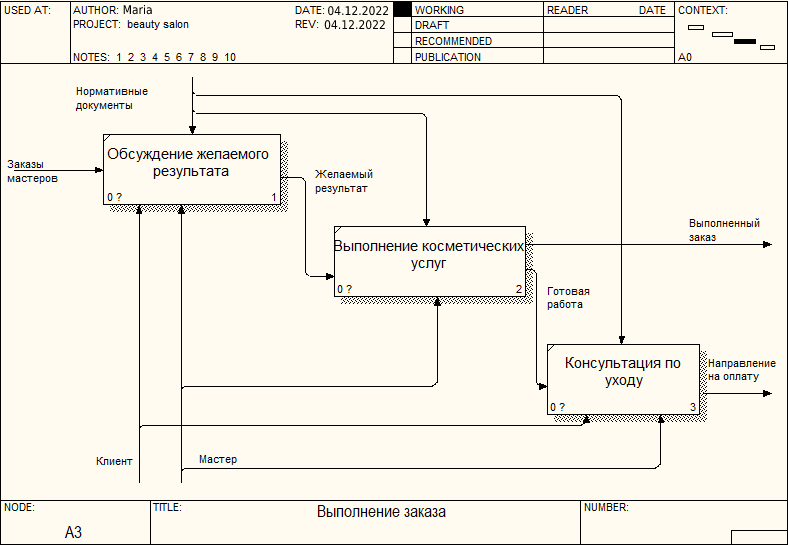 USED AT:
AUTHOR: Maria
DATE: 04.12.2022
WORKING
READER
DATE
CONTEXT:
PROJECT: beauty salon
REV: 04.12.2022
DRAFT
RECOMMENDED
NOTES: 1 2 3 4 5 6 7 8 9 10
PUBLICATION
A0
Нормативные
документы
Заказы
мастеров
Обсуждение желаемого
результата
0 ?
1
Желаемый
результат
Выполнение косметических
услуг
0 ?
2
Выполненный
заказ
Готовая
работа
Консультация по
уходу
0 ?
3
Направление
на оплату
Клиент
Мастер
NODE:
A3
TITLE:
Выполнение заказа
NUMBER: